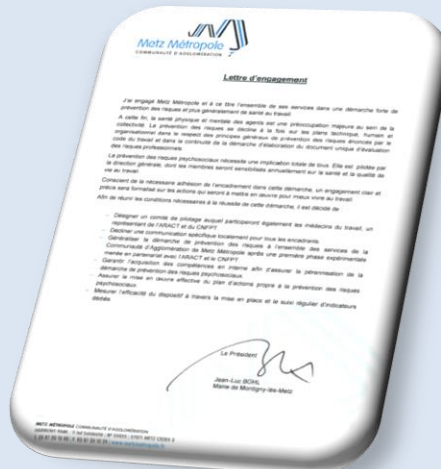 Metz Métropole
COMMUNAUTÉ D'AGGLOMÉRATION
Lettre d'engagement
J'ai engagé Metz Métropole et à ce titre l'ensemble de ses services dans une démarche forte de
prévention des risques et plus généralement de santé au travail.
A cette fin, la santé physique et mentale des agents est une préoccupation majeure au sein de la
collectivité. La prévention des risques se décline à la fois sur les plans technique, humain et
organisationnel dans le respect des principes généraux de prévention des risques énoncés par le
code du travail et dans la continuité de la démarche d'élaboration du document unique d'évaluation
des risques professionnels.
La prévention des risques psychosociaux nécessite une implication totale de tous. Elle est pilotée par
la direction générale, dont les membres seront sensibilisés annuellement sur la santé et la qualité de
vie au travail.
Conscient de la nécessaire adhésion de l'encadrement dans cette démarche, un engagement clair et
précis sera formalisé sur les actions qui seront à mettre en œuvre pour mieux vivre au travail.
Afin de réunir les conditions nécessaires à la réussite de cette démarche, il est décidé de :
- Désigner un comité de pilotage auquel participeront également les médecins du travail, un
représentant de l'ARACT et du CNFPT
- Décliner une communication spécifique localement pour tous les encadrants.
- Généraliser la démarche de prévention des risques à l'ensemble des services de la
Communauté d'Agglomération de Metz Métropole après une première phase expérimentale
menée en partenariat avec l'ARACT et le CNFPT
- Garantir l'acquisition des compétences en interne afin d'assurer la pérennisation de la
démarche de prévention des risques psychosociaux.
- Assurer la mise en œuvre effective du plan d'actions propre à la prévention des risques
psychosociaux.
- Mesurer l'efficacité du dispositif à travers la mise en place et le suivi régulier d'indicateurs
dédiés.
Le Président
Jean-Luc BOHL
Maire de Montigny-lès-Metz
METZ MÉTROPOLE COMMUNAUTÉ D'AGGLOMÉRATION